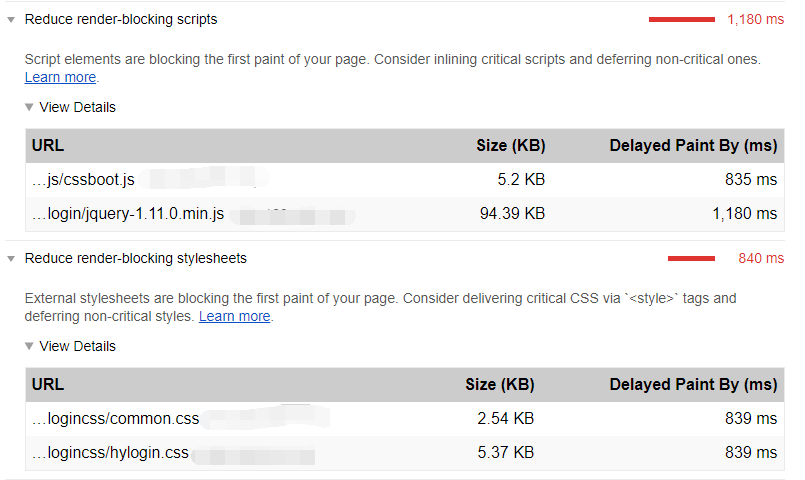 Reduce render-blocking scripts 1,180 ms
Script elements are blocking the first paint of your page. Consider inlining critical scripts and deferring non-critical ones.
Learn more.
View Details
URL Size (KB) Delayed Paint By (ms)
…js/cssboot.js 5.2 KB 835 ms
…login/jquery-1.11.0.min.js 94.39 KB 1,180 ms
Reduce render-blocking stylesheets 840 ms
External stylesheets are blocking the first paint of your page. Consider delivering critical CSS via `<style>` tags and
deferring non-critical styles. Learn more.
View Details
URL Size (KB) Delayed Paint By (ms)
…logincss/common.css 2.54 KB 839 ms
…logincss/hylogin.css 5.37 KB 839 ms